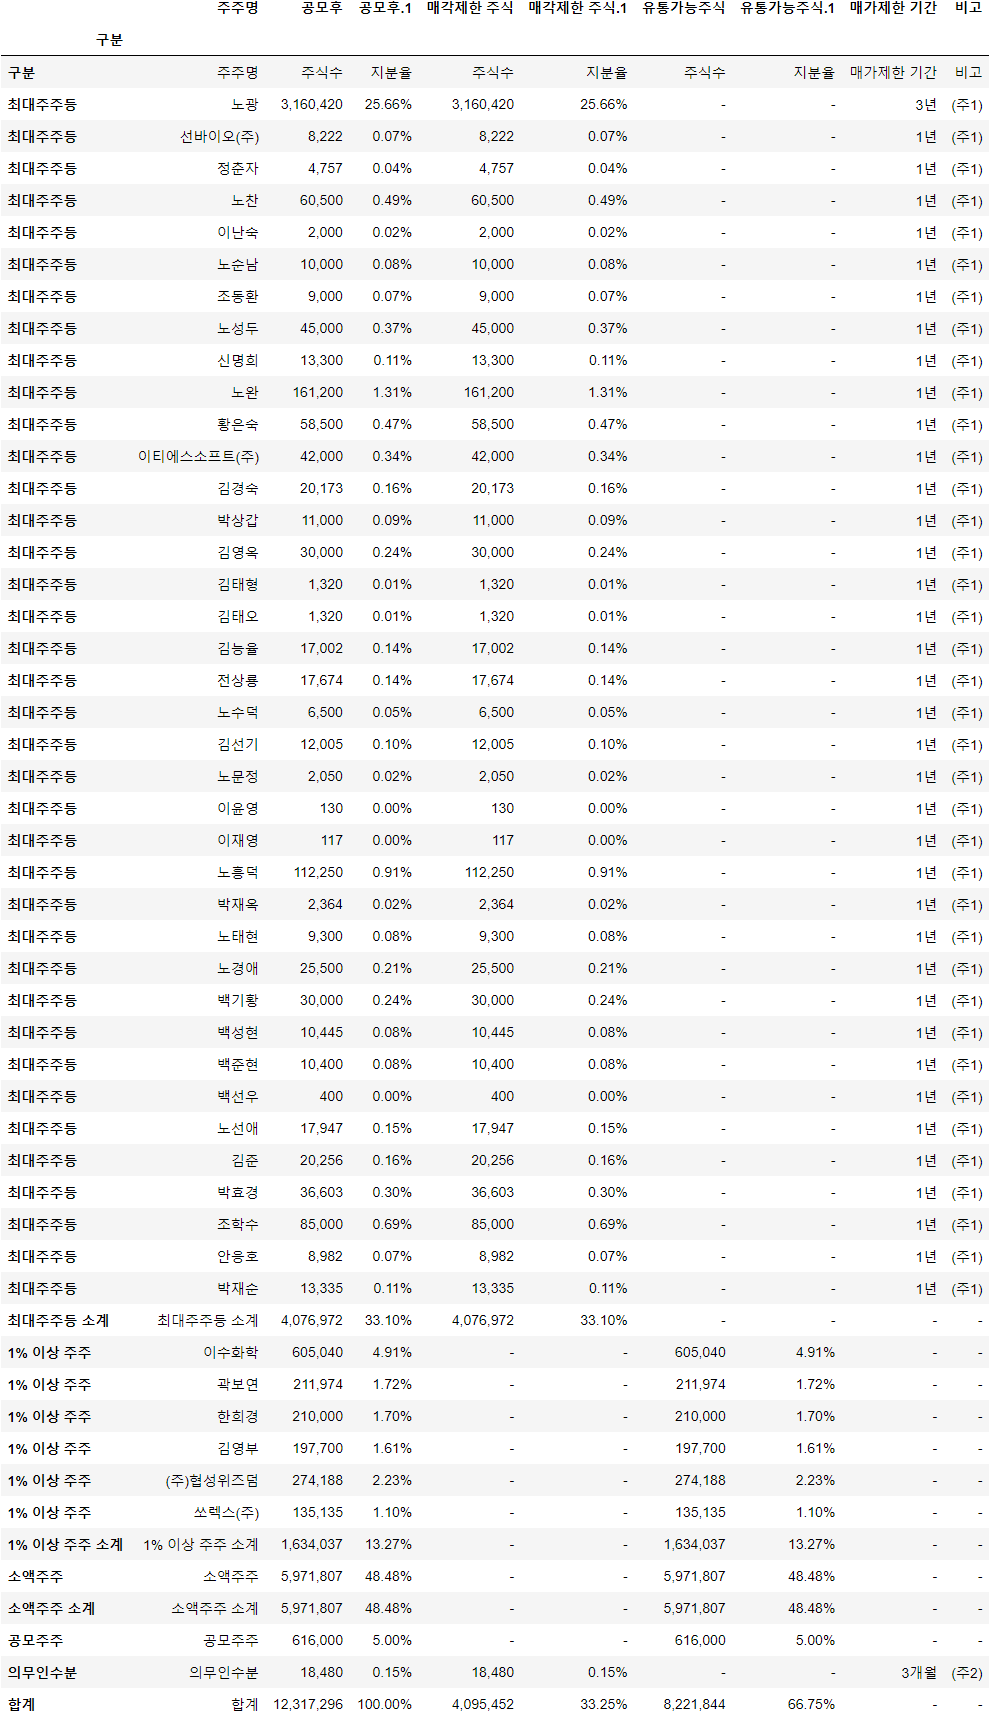 주주명 공모후 공모후.1 매각제한 주식 매각제한 주식.1 유통가능주식 유통가능주식.1 매가제한 기간 비고
구분
구분 주주명 주식수 지분율 주식수 지분율 주식수 지분율 매가제한 기간 비고
최대주주등 노광 3,160,420 25.66% 3,160,420 25.66% - - 3년 (주1)
최대주주등 선바이오(주) 8,222 0.07% 8,222 0.07% - - 1년 (주1)
최대주주등 정춘자 4,757 0.04% 4,757 0.04% - - 1년 (주1)
최대주주등 노찬 60,500 0.49% 60,500 0.49% - - 1년 (주1)
최대주주등 이난숙 2,000 0.02% 2,000 0.02% - - 1년 (주1)
최대주주등 노순남 10,000 0.08% 10,000 0.08% - - 1년 (주1)
최대주주등 조동환 9,000 0.07% 9,000 0.07% - - 1년 (주1)
최대주주등 노성두 45,000 0.37% 45,000 0.37% - - 1년 (주1)
최대주주등 신명희 13,300 0.11% 13,300 0.11% - - 1년 (주1)
최대주주등 노완 161,200 1.31% 161,200 1.31% - - 1년 (주1)
최대주주등 황은숙 58,500 0.47% 58,500 0.47% - - 1년 (주1)
최대주주등 이티에스소프트(주) 42,000 0.34% 42,000 0.34% - - 1년 (주1)
최대주주등 김경숙 20,173 0.16% 20,173 0.16% - - 1년 (주1)
최대주주등 박상갑 11,000 0.09% 11,000 0.09% - - 1년 (주1)
최대주주등 김영옥 30,000 0.24% 30,000 0.24% - - 1년 (주1)
최대주주등 김태형 1,320 0.01% 1,320 0.01% - - 1년 (주1)
최대주주등 김태오 1,320 0.01% 1,320 0.01% - - 1년 (주1)
최대주주등 김능율 17,002 0.14% 17,002 0.14% - - 1년 (주1)
최대주주등 전상룡 17,674 0.14% 17,674 0.14% - - 1년 (주1)
최대주주등 노수덕 6,500 0.05% 6,500 0.05% - - 1년 (주1)
최대주주등 김선기 12,005 0.10% 12,005 0.10% - - 1년 (주1)
최대주주등 노문정 2,050 0.02% 2,050 0.02% - - 1년 (주1)
최대주주등 이윤영 130 0.00% 130 0.00% - - 1년 (주1)
최대주주등 이재영 117 0.00% 117 0.00% - - 1년 (주1)
최대주주등 노흥덕 112,250 0.91% 112,250 0.91% - - 1년 (주1)
최대주주등 박재옥 2,364 0.02% 2,364 0.02% - - 1년 (주1)
최대주주등 노태현 9,300 0.08% 9,300 0.08% - - 1년 (주1)
최대주주등 노경애 25,500 0.21% 25,500 0.21% - - 1년 (주1)
최대주주등 백기황 30,000 0.24% 30,000 0.24% - - 1년 (주1)
최대주주등 백성현 10,445 0.08% 10,445 0.08% - - 1년 (주1)
최대주주등 백준현 10,400 0.08% 10,400 0.08% - - 1년 (주1)
최대주주등 백선우 400 0.00% 400 0.00% - - 1년 (주1)
최대주주등 노선애 17,947 0.15% 17,947 0.15% - - 1년 (주1)
최대주주등 김준 20,256 0.16% 20,256 0.16% - - 1년 (주1)
최대주주등 박효경 36,603 0.30% 36,603 0.30% - - 1년 (주1)
최대주주등 조학수 85,000 0.69% 85,000 0.69% - - 1년 (주1)
최대주주등 안응호 8,982 0.07% 8,982 0.07% - - 1년 (주1)
최대주주등 박재순 13,335 0.11% 13,335 0.11% - - 1년 (주1)
최대주주등 소계 최대주주등 소계 4,076,972 33.10% 4,076,972 33.10% - - - -
1% 이상 주주 이수화학 605,040 4.91% - - 605,040 4.91% - -
1% 이상 주주 곽보연 211,974 1.72% - - 211,974 1.72% - -
1% 이상 주주 한희경 210,000 1.70% - - 210,000 1.70% - -
1% 이상 주주 김영부 197,700 1.61% - - 197,700 1.61% - -
1% 이상 주주 (주)협성위즈덤 274,188 2.23% - - 274,188 2.23% - -
1% 이상 주주 쏘렉스(주) 135,135 1.10% - - 135,135 1.10% - -
1% 이상 주주 소계 1% 이상 주주 소계 1,634,037 13.27% - - 1,634,037 13.27% - -
소액주주 소액주주 5,971,807 48.48% - - 5,971,807 48.48% - -
소액주주 소계 소액주주 소계 5,971,807 48.48% - - 5,971,807 48.48% - -
공모주주 공모주주 616,000 5.00% - - 616,000 5.00% - -
의무인수분 의무인수분 18,480 0.15% 18,480 0.15% - - 3개월 (주2)
합계 합계 12,317,296 100.00% 4,095,452 33.25% 8,221,844 66.75% - -